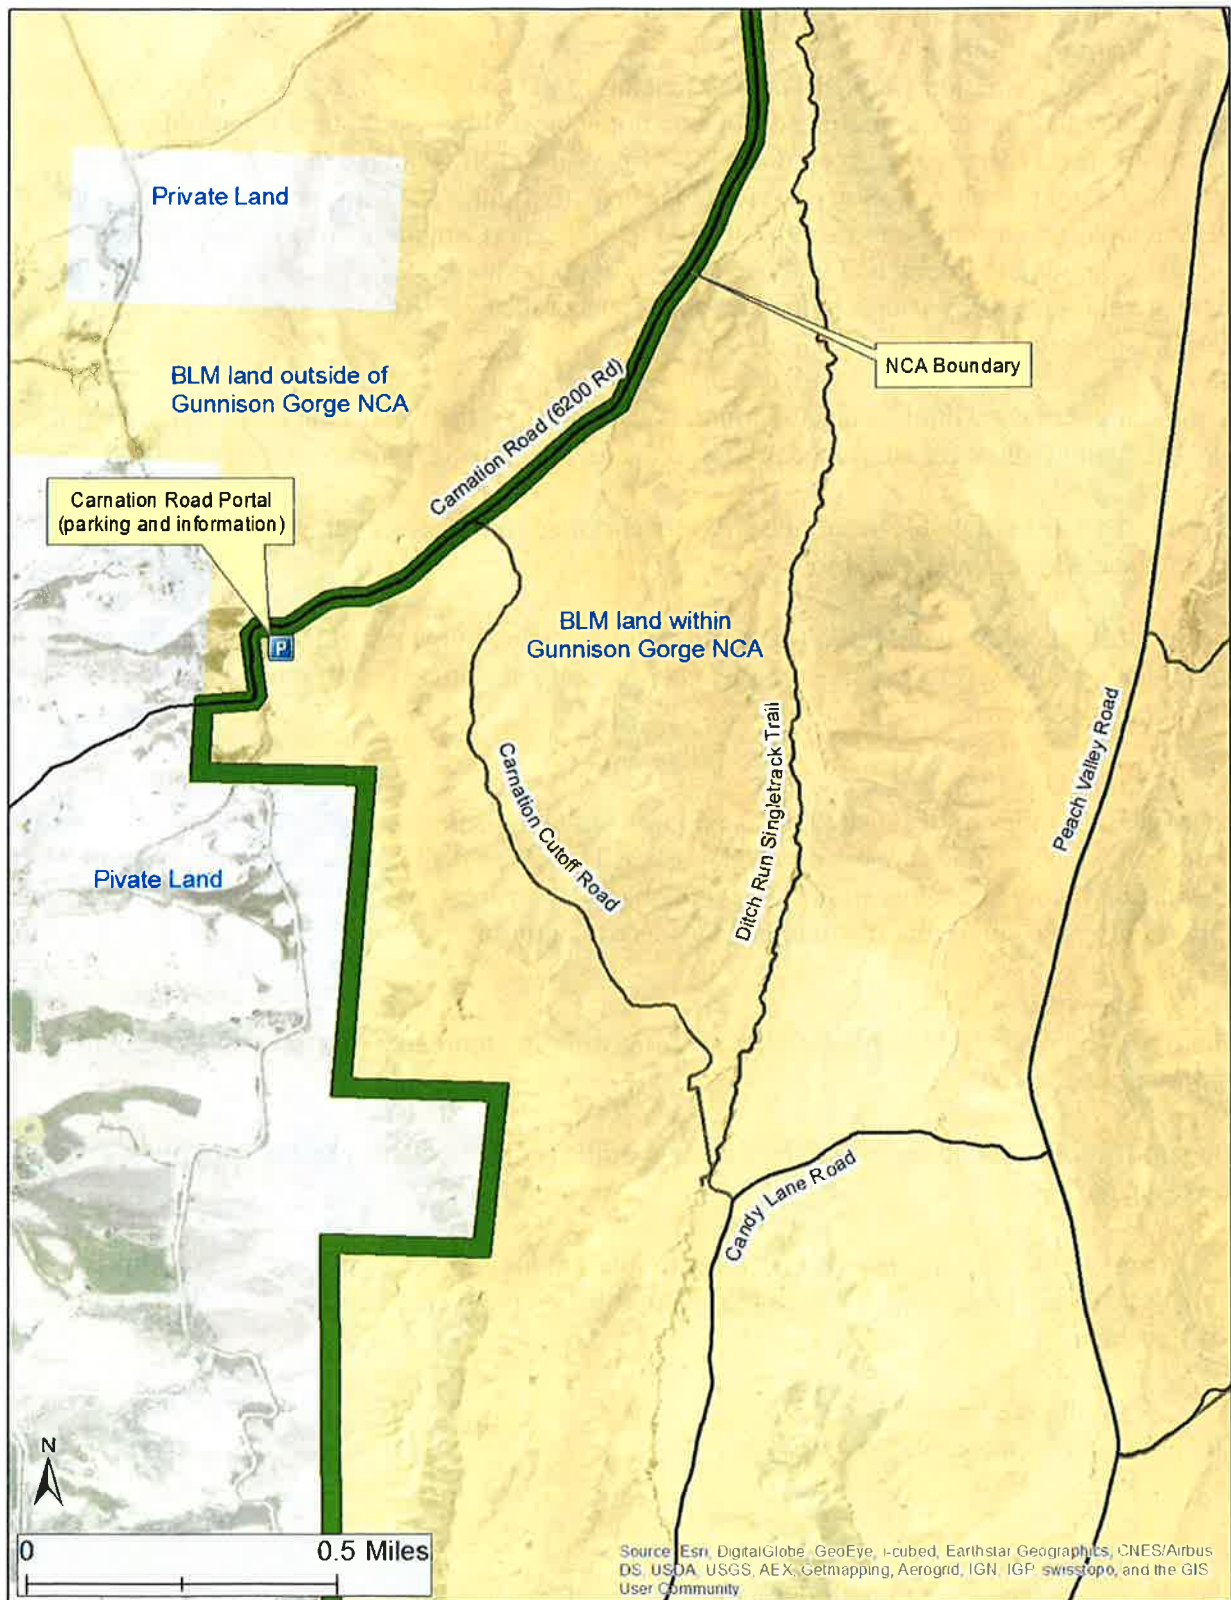 Private Land
NCA Boundary
BLM land outside of
Gunnison Gorge NCA
Carnation Road (6200 Rd)
Carnation Road Portal
(parking and information)
P
BLM land within
Gunnison Gorge NCA
Peach Valley Road
Ditch Run Singletrack Trail
Carnation Cutoff Road
Pivate Land
Candy Lane Road
N
0 0.5 Miles
Source: Esri, DigitalGlobe, GeoEye, i-cubed, Earthstar Geographics, CNES/Airbus
DS, USDA, USGS, AEX, Getmapping, Aerogrid, IGN, IGP, swisstopo, and the GIS
User Community